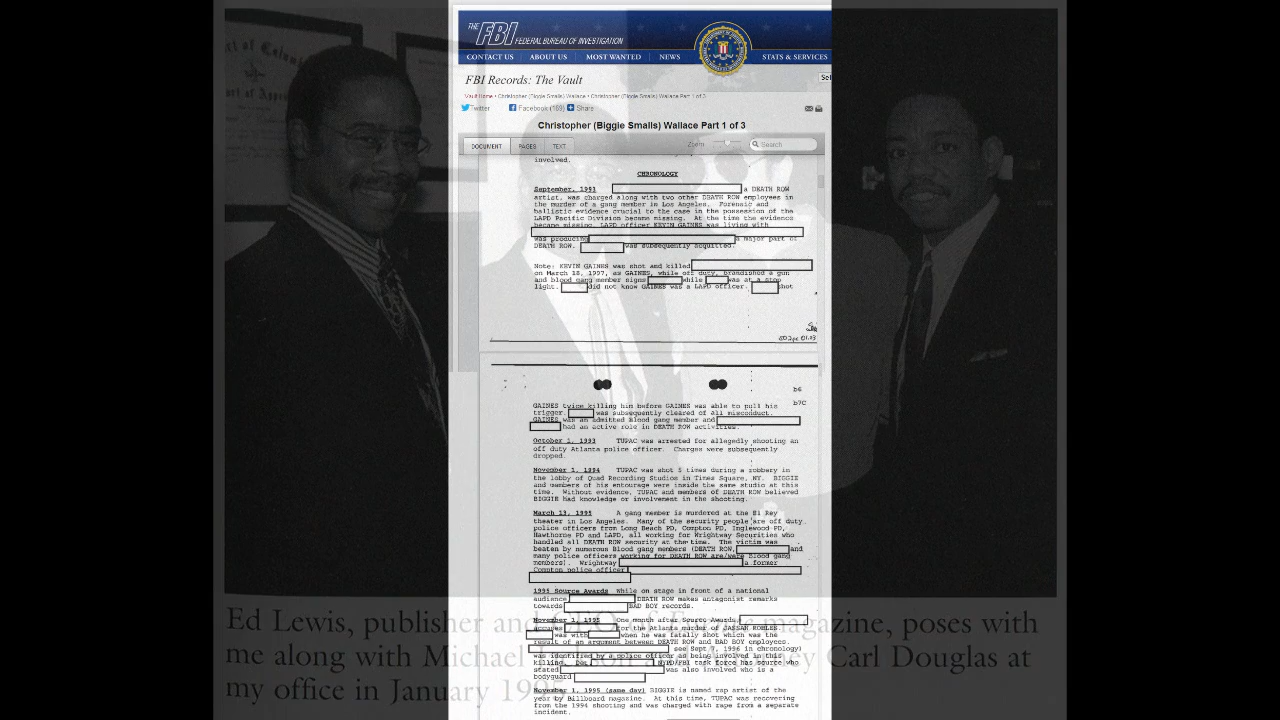 THE FBI FEDERAL BUREAU OF INVESTIGATION
CONTACT US ABOUT US MOST WANTED NEWS STATS & SERVICES
FBI Records: The Vault
Vault Home • Christopher (Biggie Smalls) Wallace • Christopher (Biggie Smalls) Wallace Part 1 of 3
Twitter Facebook (169) Share
Christopher (Biggie Smalls) Wallace Part 1 of 3
DOCUMENT PAGES TEXT Zoom Search
involved.
CHRONOLOGY
September, 1991 a DEATH ROW
artist, was charged along with two other DEATH ROW employees in
the murder of a gang member in Los Angeles. Forensic and
ballistic evidence crucial to the case in the possession of the
LAPD Pacific Division became missing. At the time the evidence
became missing, LAPD officer KEVIN GAINES was living with
was producing a major part of
DEATH ROW. was subsequently acquitted.
Note: KEVIN GAINES was shot and killed
on March 18, 1997, as GAINES, while off duty, brandished a gun
and blood gang member signs while was at a stop
light. did not know GAINES was a LAPD officer. shot
b6
b7C
GAINES twice killing him before GAINES was able to pull his
trigger. was subsequently cleared of all misconduct.
GAINES was an admitted Blood gang member and
had an active role in DEATH ROW activities.
October 1, 1993 TUPAC was arrested for allegedly shooting an
off duty Atlanta police officer. Charges were subsequently
dropped.
November 1, 1994 TUPAC was shot 5 times during a robbery in
the lobby of Quad Recording Studios in Times Square, NY. BIGGIE
and members of his entourage were inside the same studio at this
time. Without evidence, TUPAC and members of DEATH ROW believed
BIGGIE had knowledge or involvement in the shooting.
March 13, 1995 A gang member is murdered at the El Rey
theater in Los Angeles. Many of the security people are off duty
police officers from Long Beach PD, Compton PD, Inglewood PD,
Hawthorne PD and LAPD, all working for Wrightway Securities who
handled all DEATH ROW security at the time. The victim was
beaten by numerous Blood gang members (DEATH ROW, and
many police officers working for DEATH ROW are/were Blood gang
members). Wrightway a former
Compton police officer
1995 Source Awards While on stage in front of a national
audience DEATH ROW makes antagonist remarks
towards BAD BOY records.
November 1, 1995 One month after Source Awards,
accuses for the Atlanta murder of
was with when he was fatally shot which was the
result of an argument between DEATH ROW and BAD BOY employees.
see Sept 7, 1996 in chronology)
was identified by a police officer as being involved in this
killing. NYPD/FBI task force has source who
stated was also involved who is a
bodyguard
November 1, 1995 (same day) BIGGIE is named rap artist of the
year by Billboard magazine. At this time, TUPAC was recovering
from the 1994 shooting and was charged with rape from a separate
incident.
Ed Lewis, publisher and CEO of magazine, poses with
me along with Michael Carl Douglas at
my office in January 199